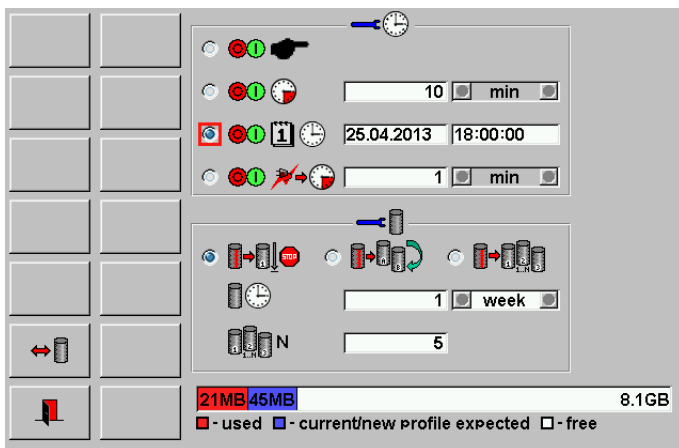 10 min
1 25.04.2013 18:00:00
1 min
STOP
1 week
N
5
21MB 45MB 8.1GB
- used - current/new profile expected - free